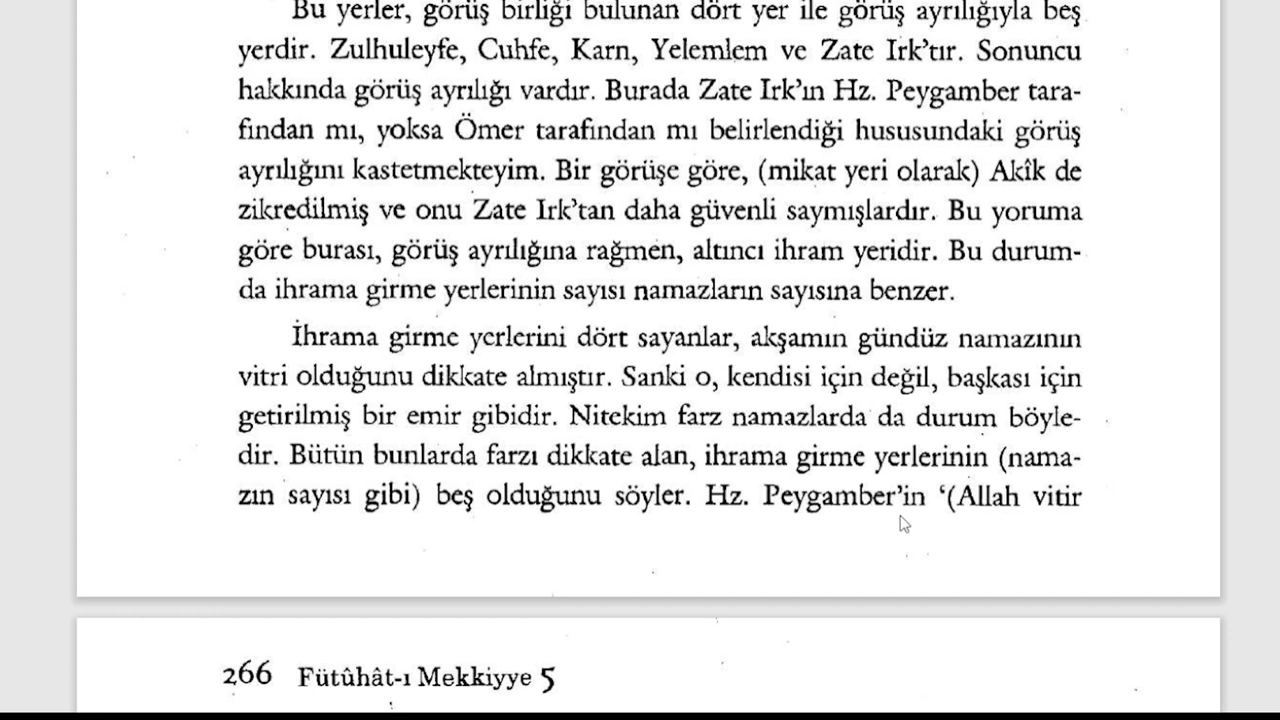 Bu yerler, görüş birliği bulunan dört yer ile görüş ayrılığıyla beş
yerdir. Zulhuleyfe, Cuhfe, Karn, Yelemlem ve Zate Irk’tır. Sonuncu
hakkında görüş ayrılığı vardır. Burada Zate Irk’ın Hz. Peygamber tara-
fından mı, yoksa Ömer tarafından mı belirlendiği hususundaki görüş
ayrılığını kastetmekteyim. Bir görüşe göre, (mikat yeri olarak) Akîk de
zikredilmiş ve onu Zate Irk’tan daha güvenli saymışlardır. Bu yoruma
göre burası, görüş ayrılığına rağmen, altıncı ihram yeridir. Bu durum-
da ihrama girme yerlerinin sayısı namazların sayısına benzer.
İhrama girme yerlerini dört sayanlar, akşamın gündüz namazının
vitri olduğunu dikkate almıştır. Sanki o, kendisi için değil, başkası için
getirilmiş bir emir gibidir. Nitekim farz namazlarda da durum böyle-
dir. Bütün bunlarda farzı dikkate alan, ihrama girme yerlerinin (nama-
zın sayısı gibi) beş olduğunu söyler. Hz. Peygamber’in ‘(Allah vitir
266 Fütûhât-ı Mekkiyye 5